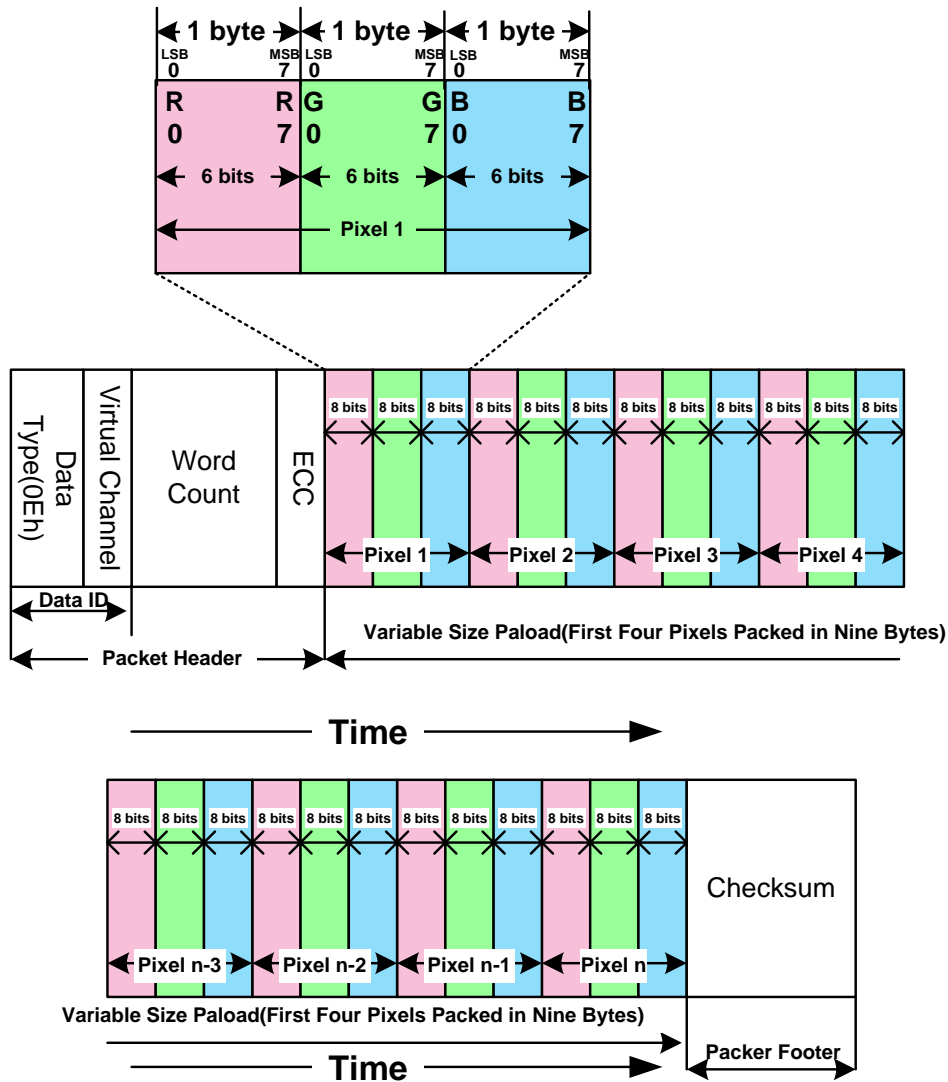 1 byte 1 byte 1 byte
LSB MSB LSB MSB LSB MSB
0 7 0 7 0 7
R R G G B B
0 7 0 7 0 7
6 bits 6 bits 6 bits
Pixel 1
Data
Type(0Eh)
Virtual Channel
Word
Count
ECC
8 bits 8 bits 8 bits 8 bits 8 bits 8 bits 8 bits 8 bits 8 bits 8 bits 8 bits 8 bits
Pixel 1 Pixel 2 Pixel 3 Pixel 4
Data ID
Variable Size Paload(First Four Pixels Packed in Nine Bytes)
Packet Header
Time
8 bits 8 bits 8 bits 8 bits 8 bits 8 bits 8 bits 8 bits 8 bits 8 bits 8 bits 8 bits
Checksum
Pixel n-3 Pixel n-2 Pixel n-1 Pixel n
Variable Size Paload(First Four Pixels Packed in Nine Bytes)
Packer Footer
Time